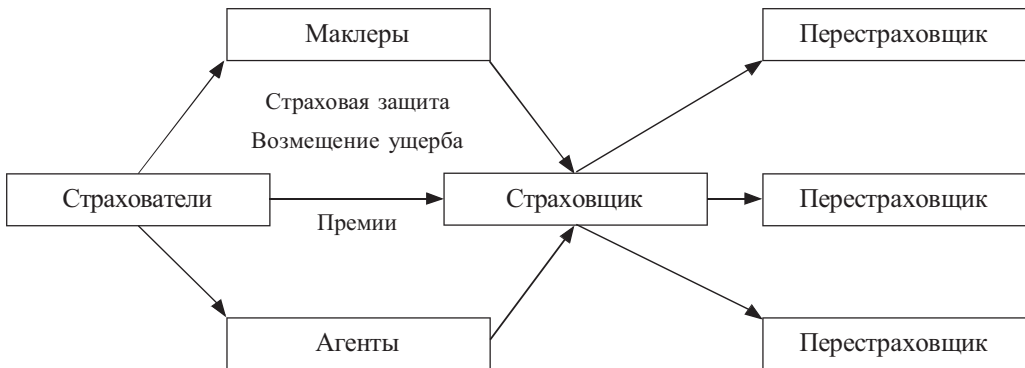 Маклеры
Перестраховщик
Страховая защита
Возмещение ущерба
Страхователи
Страховщик
Перестраховщик
Премии
Агенты
Перестраховщик